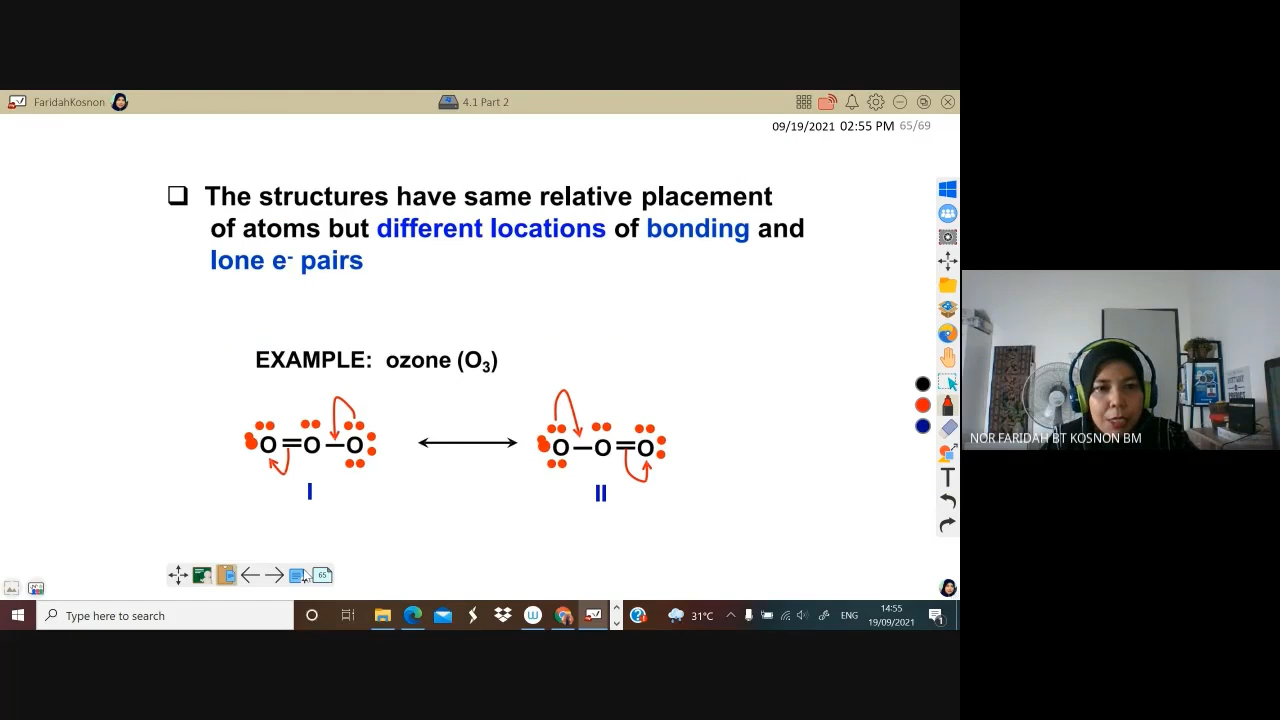 FaridahKosnon
4.1 Part 2
09/19/2021 02:55 PM 65/69
❑ The structures have same relative placement
of atoms but different locations of bonding and
lone e⁻ pairs
EXAMPLE: ozone (O₃)
O=O–O
O–O=O
I
II
NOR FARIDAH BT KOSNON BM
T
65
Type here to search
31°C
ENG
14:55
19/09/2021
1